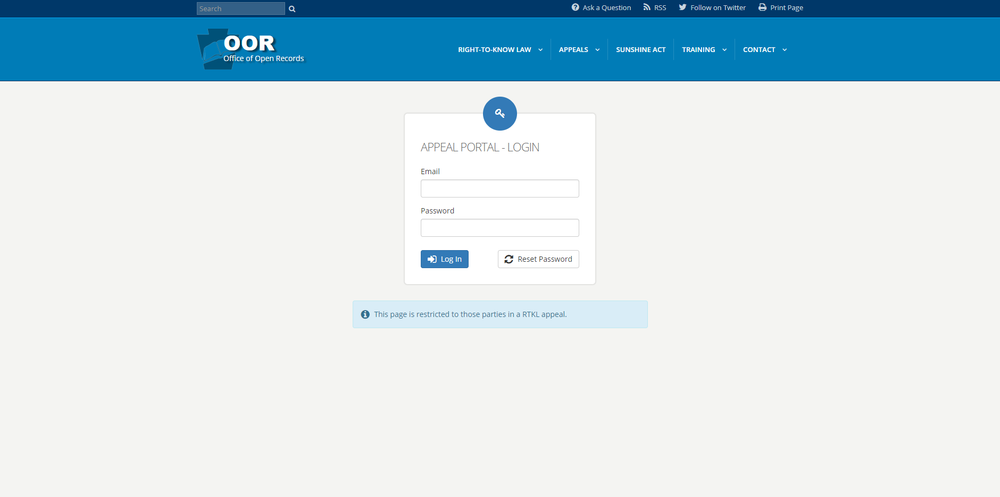 Search
Ask a Question
RSS
Follow on Twitter
Print Page
OOR
Office of Open Records
RIGHT-TO-KNOW LAW
APPEALS
SUNSHINE ACT
TRAINING
CONTACT
APPEAL PORTAL - LOGIN
Email
Password
Log In
Reset Password
This page is restricted to those parties in a RTKL appeal.